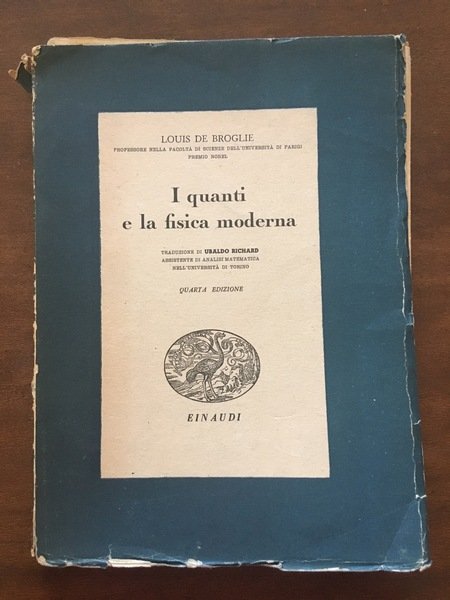 LOUIS DE BROGLIE
PROFESSORE NELLA FACOLTÀ DI SCIENZE DELL'UNIVERSITÀ DI PARIGI
PREMIO NOBEL
I quanti
e la fisica moderna
TRADUZIONE DI UBALDO RICHARD
ASSISTENTE DI ANALISI MATEMATICA
NELL'UNIVERSITÀ DI TORINO
QUARTA EDIZIONE
EINAUDI